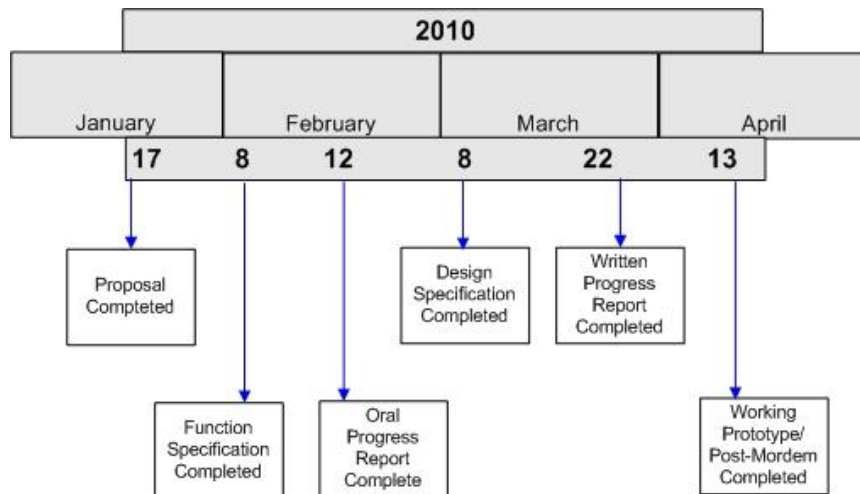 2010
January
February
March
April
17
8
12
8
22
13
Proposal
Compteted
Design
Specification
Completed
Written
Progress
Report
Completed
Function
Specification
Completed
Oral
Progress
Report
Complete
Working
Prototype/
Post-Mordem
Completed